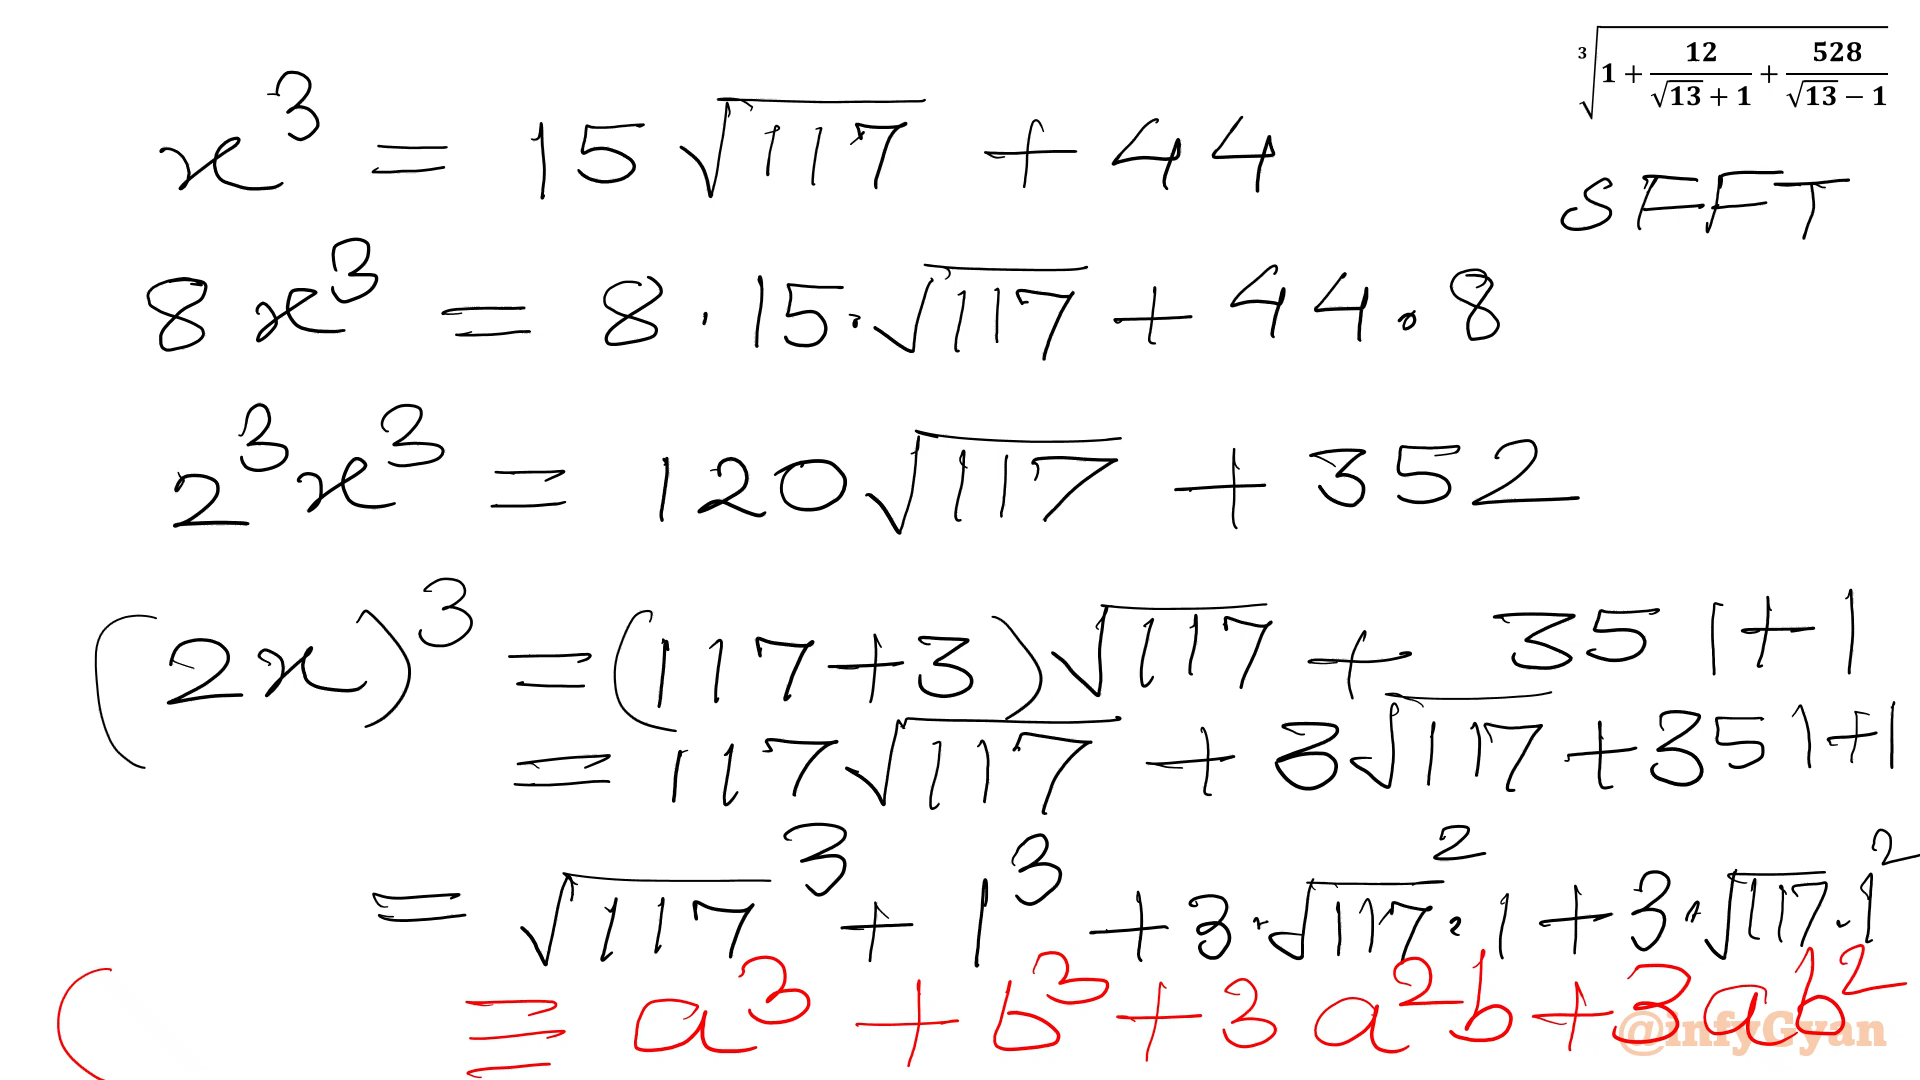 ∛(1 + 12/(√13 + 1) + 528/(√13 − 1))
x³ = 15√117 + 44
SFFT
8x³ = 8·15·√117 + 44·8
2³x³ = 120√117 + 352
(2x)³ = (117+3)√117 + 351+1
= 117√117 + 3√117 + 351+1
= √117³ + 1³ + 3·√117²·1 + 3·√117·1²
( ≡ a³ + b³ + 3a²b + 3ab²
@infyGyan